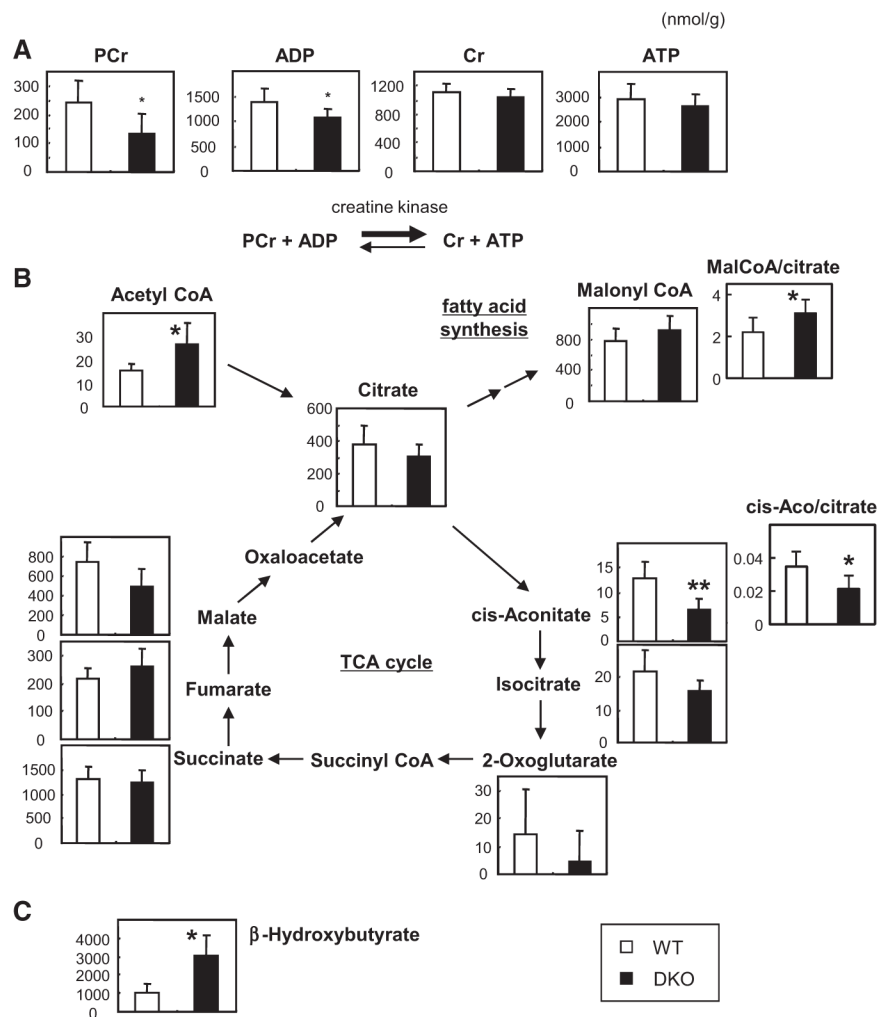 (nmol/g)
A
PCr
ADP
Cr
ATP
300
200
100
0
1500
1000
500
0
1200
800
400
0
3000
2000
1000
0
*
*
creatine kinase
PCr + ADP
Cr + ATP
B
Acetyl CoA
30
20
10
0
*
fatty acid
synthesis
Malonyl CoA
800
400
0
MalCoA/citrate
4
2
0
*
Citrate
600
400
200
0
cis-Aco/citrate
0.04
0.02
0
*
Oxaloacetate
Malate
800
600
400
200
0
cis-Aconitate
15
10
5
0
**
TCA cycle
Fumarate
300
200
100
0
Isocitrate
20
10
0
Succinate
Succinyl CoA
2-Oxoglutarate
1500
1000
500
0
30
20
10
0
C
β-Hydroxybutyrate
4000
3000
2000
1000
0
*
WT
DKO